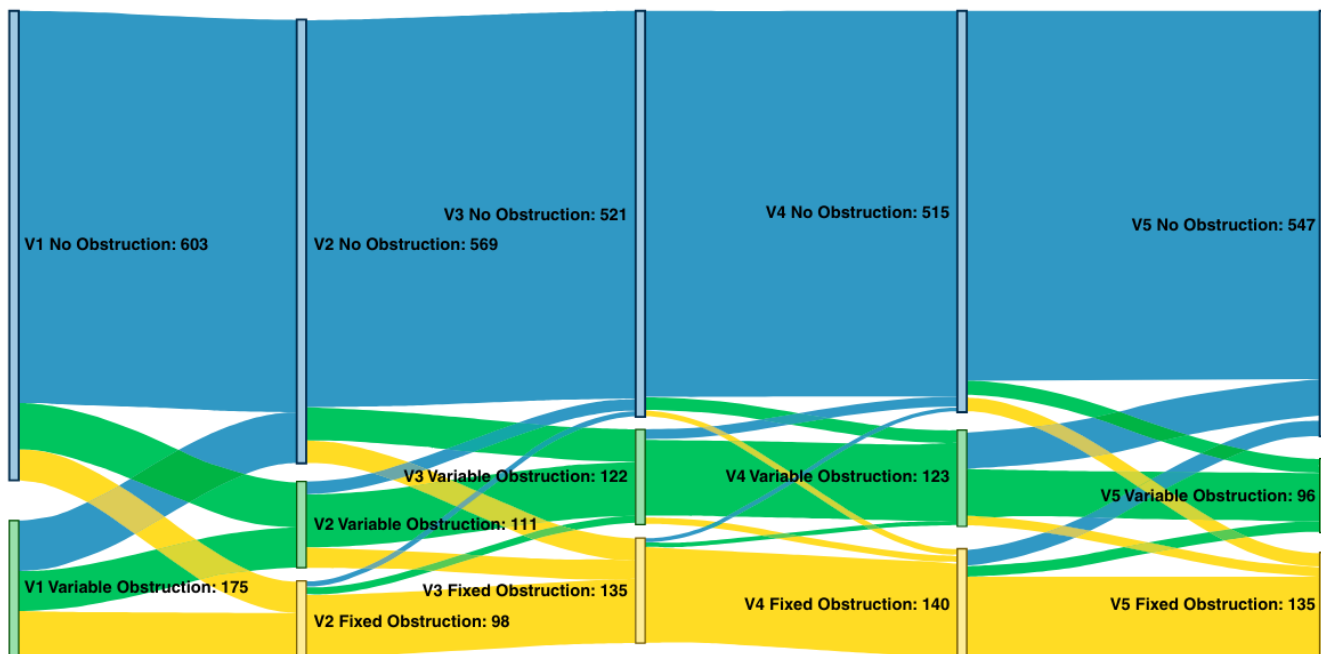 V1 No Obstruction: 603
V1 Variable Obstruction: 175
V2 No Obstruction: 569
V2 Variable Obstruction: 111
V2 Fixed Obstruction: 98
V3 No Obstruction: 521
V3 Variable Obstruction: 122
V3 Fixed Obstruction: 135
V4 No Obstruction: 515
V4 Variable Obstruction: 123
V4 Fixed Obstruction: 140
V5 No Obstruction: 547
V5 Variable Obstruction: 96
V5 Fixed Obstruction: 135